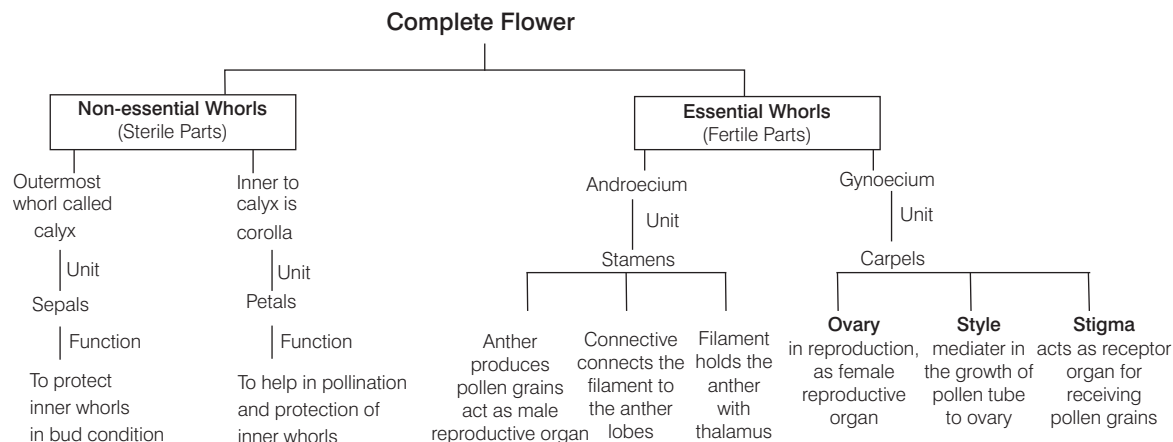 Complete Flower
Non-essential Whorls
(Sterile Parts)
Essential Whorls
(Fertile Parts)
Outermost
whorl called
calyx
Unit
Sepals
Function
To protect
inner whorls
in bud condition
Inner to
calyx is
corolla
Unit
Petals
Function
To help in pollination
and protection of
inner whorls
Androecium
Unit
Stamens
Anther
produces
pollen grains
act as male
reproductive organ
Connective
connects the
filament to
the anther
lobes
Filament
holds the
anther
with
thalamus
Gynoecium
Unit
Carpels
Ovary
in reproduction,
as female
reproductive
organ
Style
mediater in
the growth of
pollen tube
to ovary
Stigma
acts as receptor
organ for
receiving
pollen grains